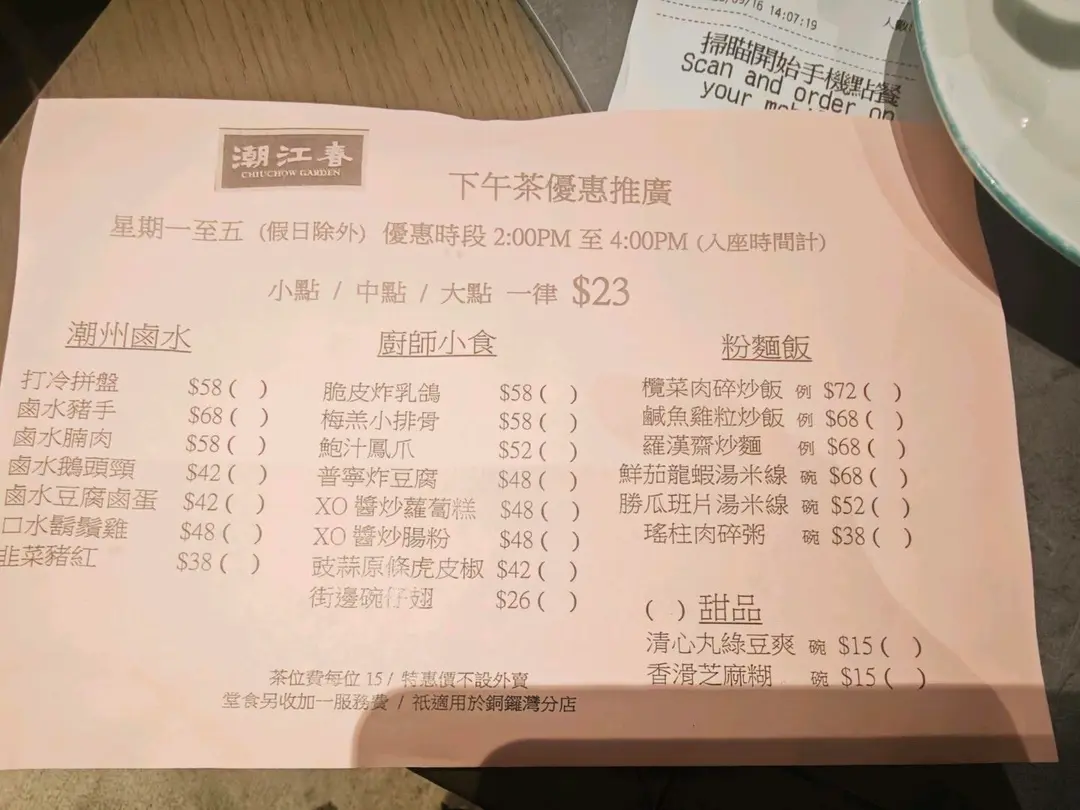 /09/16 14:07:19
人數
掃瞄開始手機點餐
Scan and order on
your
潮江春
CHIUCHOW GARDEN
下午茶優惠推廣
星期一至五 (假日除外) 優惠時段 2:00PM 至 4:00PM (入座時間計)
小點 / 中點 / 大點 一律 $23
潮州鹵水
打冷拼盤 $58 ( )
鹵水豬手 $68 ( )
鹵水腩肉 $58 ( )
鹵水鵝頭頸 $42 ( )
鹵水豆腐鹵蛋 $42 ( )
口水鬍鬚雞 $48 ( )
韭菜豬紅 $38 ( )
廚師小食
脆皮炸乳鴿 $58 ( )
梅羔小排骨 $58 ( )
鮑汁鳳爪 $52 ( )
普寧炸豆腐 $48 ( )
XO 醬炒蘿蔔糕 $48 ( )
XO 醬炒腸粉 $48 ( )
豉蒜原條虎皮椒 $42 ( )
街邊碗仔翅 $26 ( )
粉麵飯
欖菜肉碎炒飯 例 $72 ( )
鹹魚雞粒炒飯 例 $68 ( )
羅漢齋炒麵 例 $68 ( )
鮮茄龍蝦湯米線 碗 $68 ( )
勝瓜班片湯米線 碗 $52 ( )
瑤柱肉碎粥 碗 $38 ( )
( ) 甜品
清心丸綠豆爽 碗 $15 ( )
香滑芝麻糊 碗 $15 ( )
茶位費每位 15 / 特惠價不設外賣
堂食另收加一服務費 / 祇適用於銅鑼灣分店